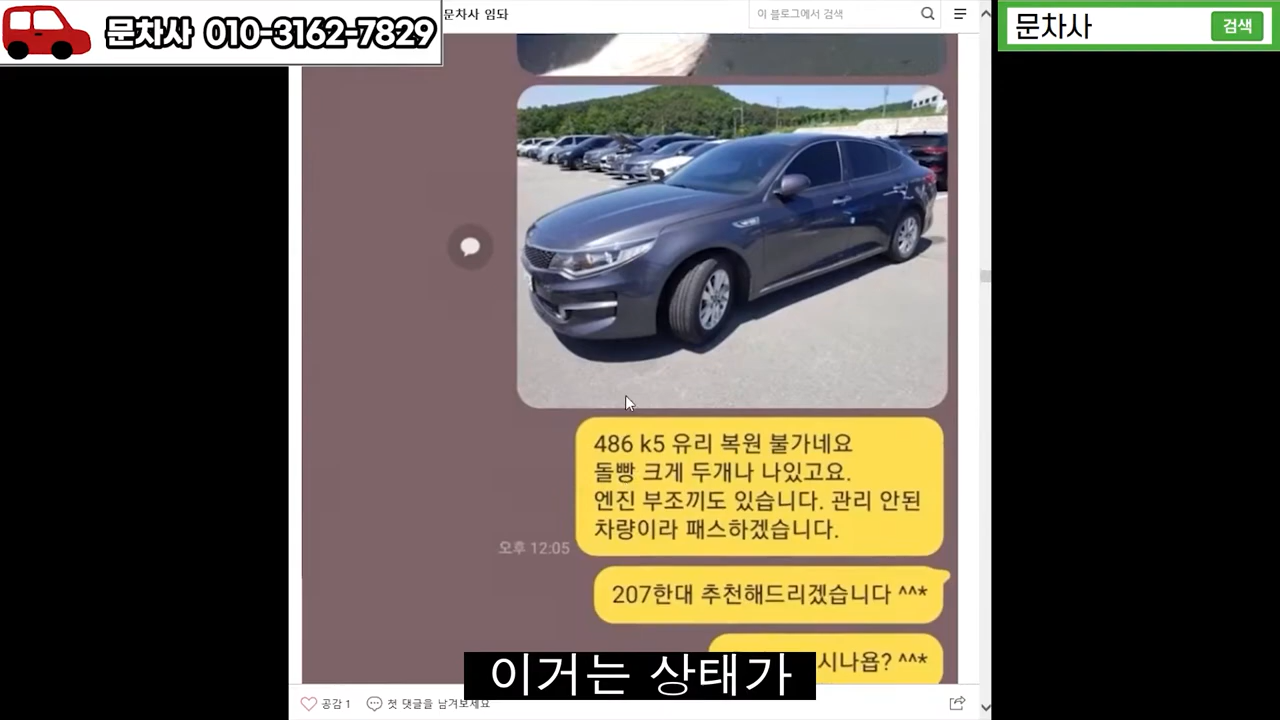 문차사 010-3162-7829
문차사 임돠
이 블로그에서 검색
문차사
검색
486 k5 유리 복원 불가네요
돌빵 크게 두개나 나있고요.
엔진 부조끼도 있습니다. 관리 안된
차량이라 패스하겠습니다.
오후 12:05
207한대 추천해드리겠습니다 ^^*
시나욥? ^^*
이거는 상태가
공감 1
첫 댓글을 남겨보세요